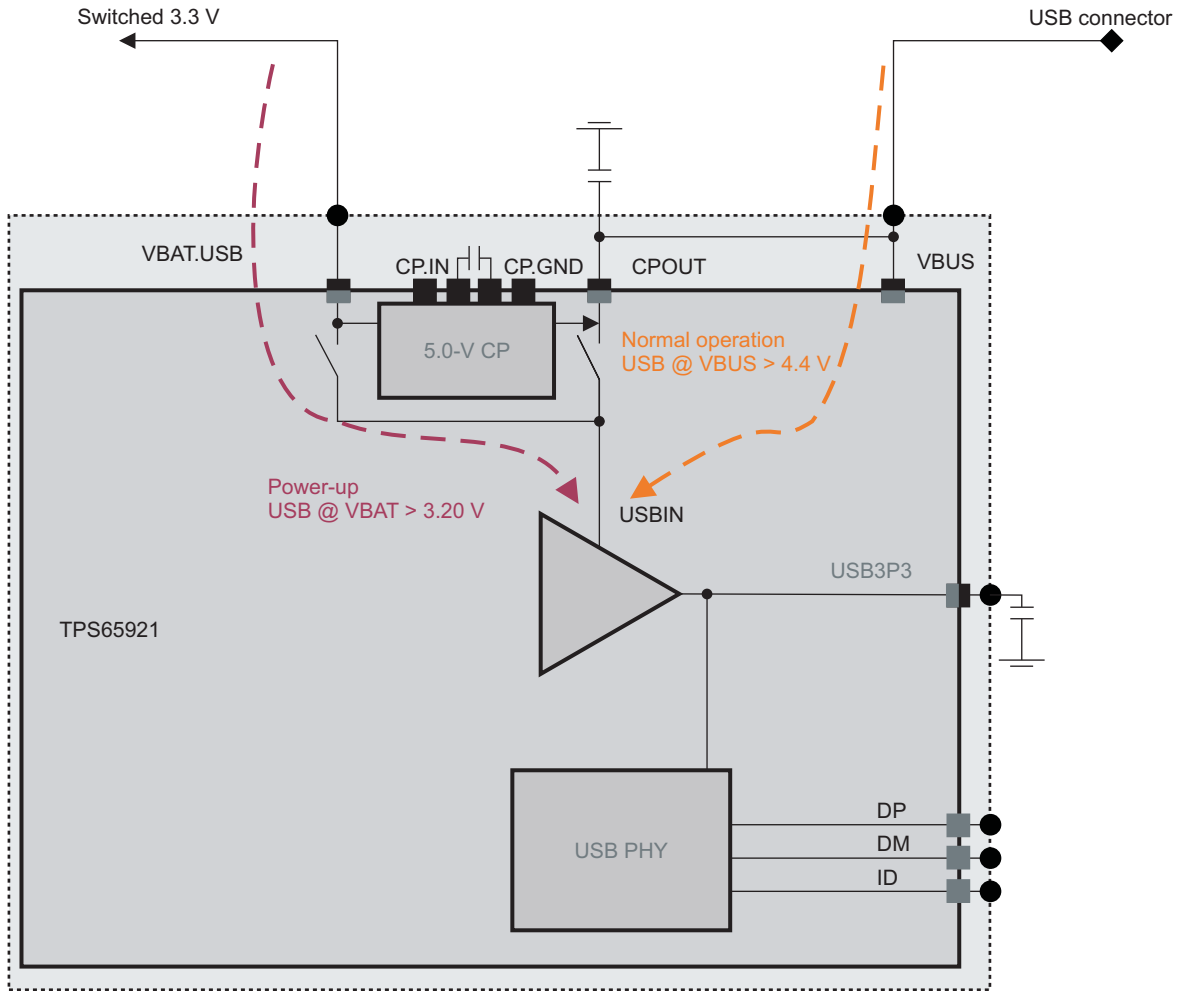 Switched 3.3 V
USB connector
VBAT.USB
CP.IN
CP.GND
CPOUT
VBUS
5.0-V CP
Normal operation
USB @ VBUS > 4.4 V
Power-up
USB @ VBAT > 3.20 V
USBIN
USB3P3
TPS65921
USB PHY
DP
DM
ID